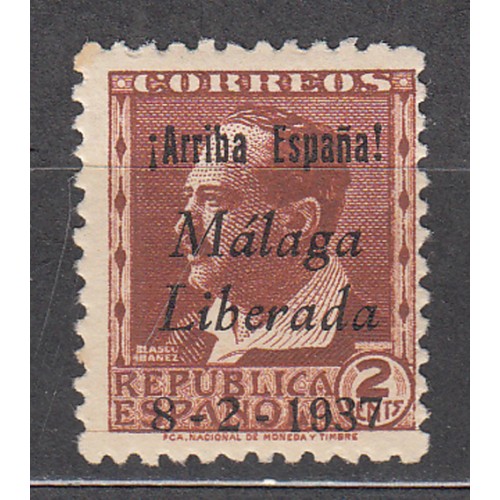 CORREOS
¡Arriba España!
Málaga
Liberada
BLASCO
IBAÑEZ
REPUBLICA
ESPAÑOLA
2
CENTS
8-2-1937
FCA. NACIONAL DE MONEDA Y TIMBRE